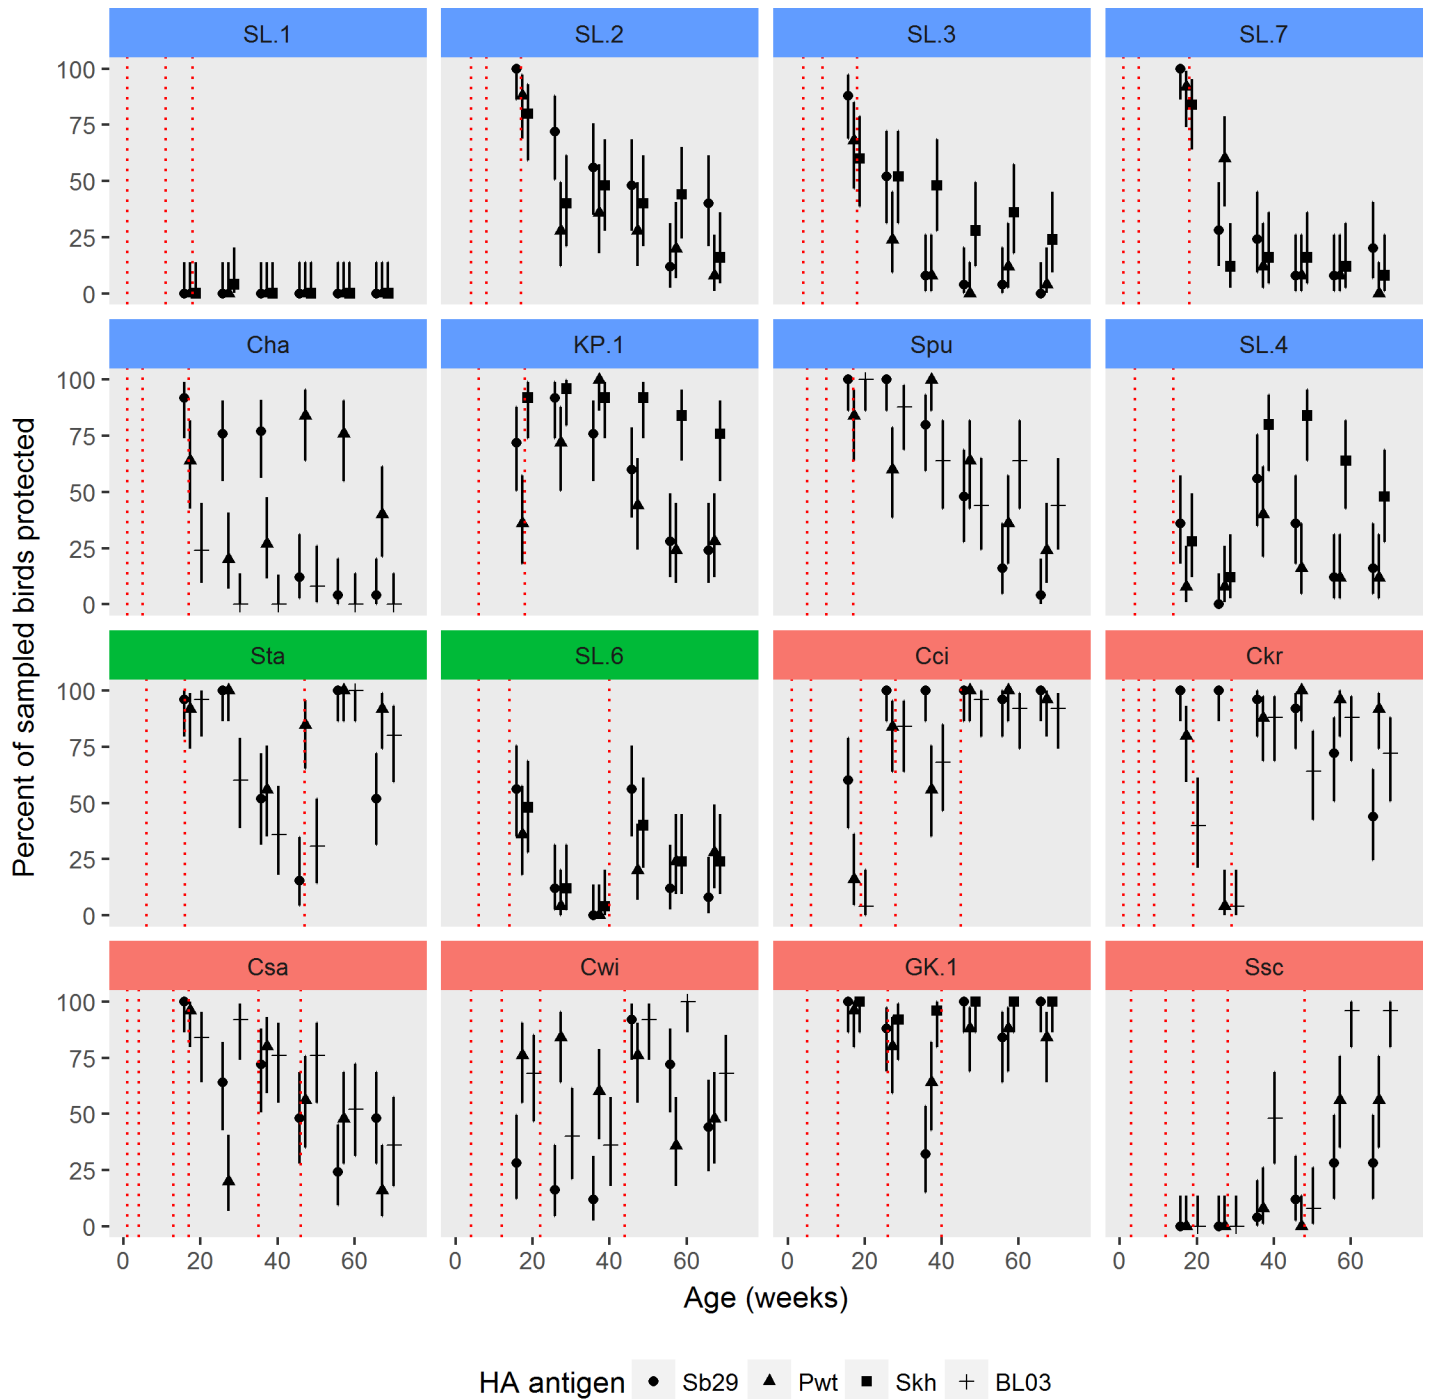 SL.1 SL.2 SL.3 SL.7
100
75
50
25
0
Cha KP.1 Spu SL.4
100
75
50
25
0
Sta SL.6 Cci Ckr
100
75
50
25
0
Csa Cwi GK.1 Ssc
100
75
50
25
0
0 20 40 60 0 20 40 60 0 20 40 60 0 20 40 60
Percent of sampled birds protected
Age (weeks)
HA antigen Sb29 Pwt Skh BL03